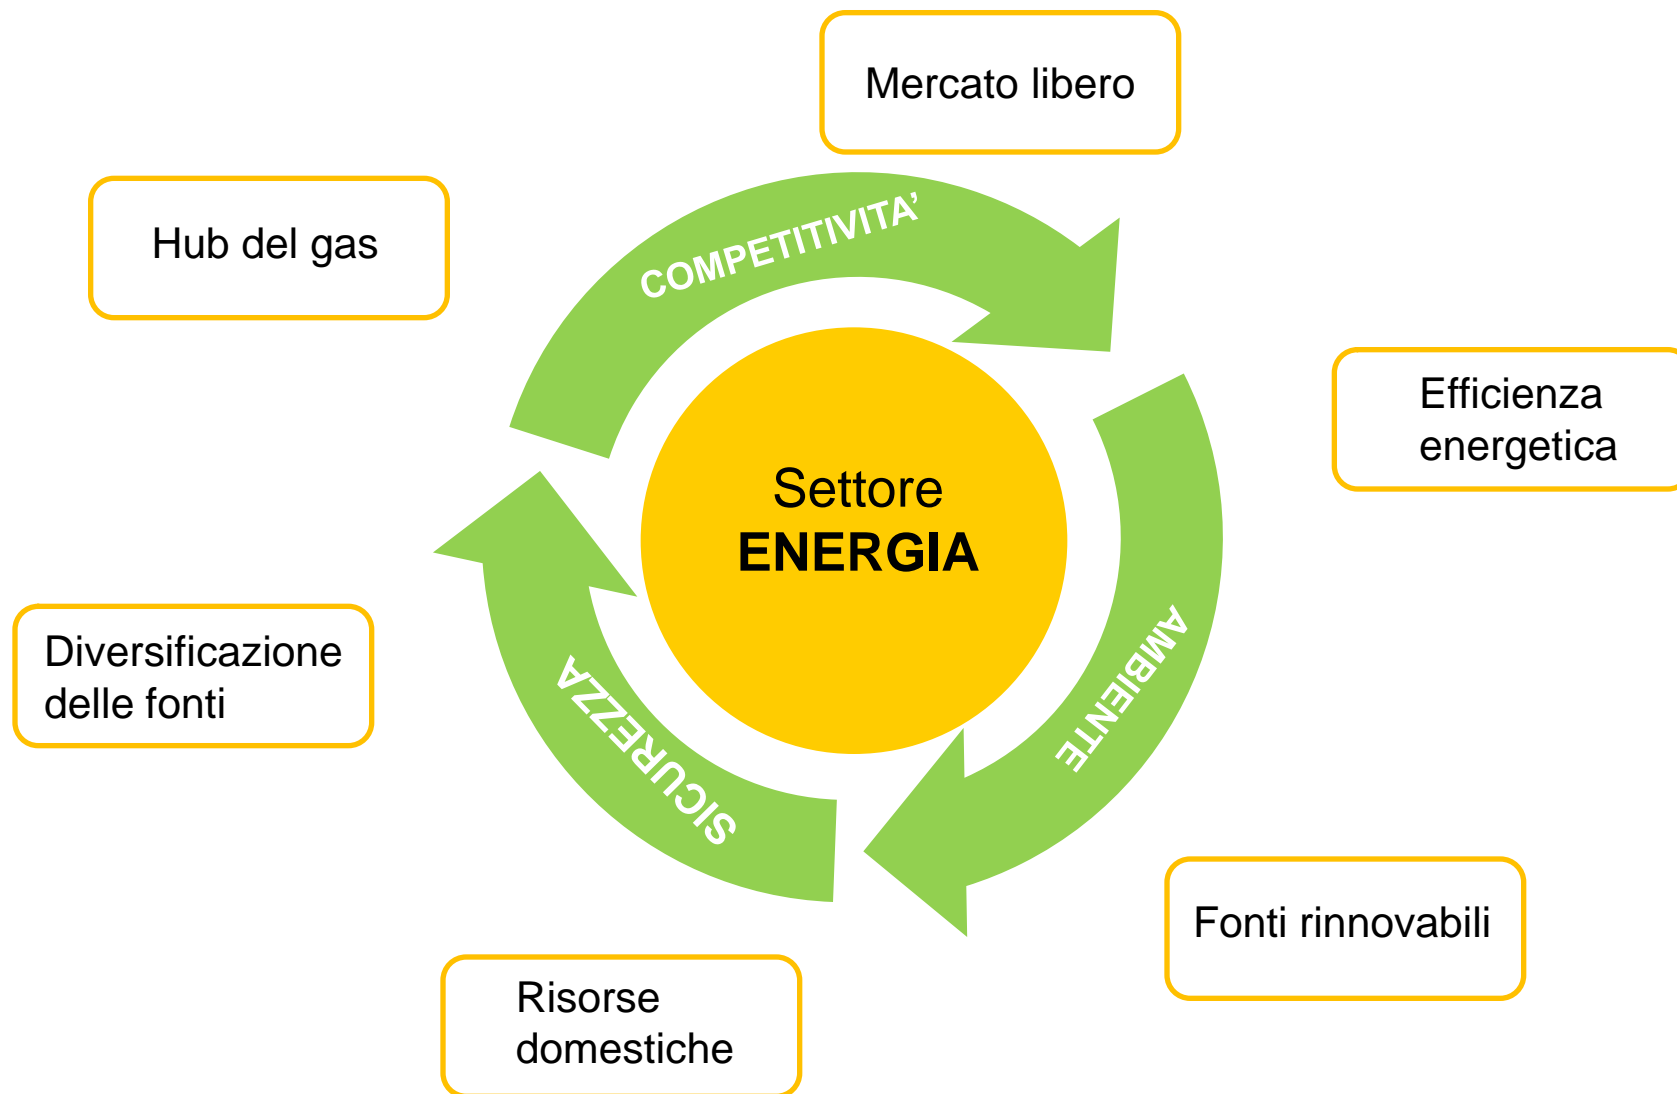 Mercato libero
Hub del gas
COMPETITIVITA’
Efficienza
energetica
Settore
ENERGIA
Diversificazione
delle fonti
SICUREZZA
AMBIENTE
Fonti rinnovabili
Risorse
domestiche